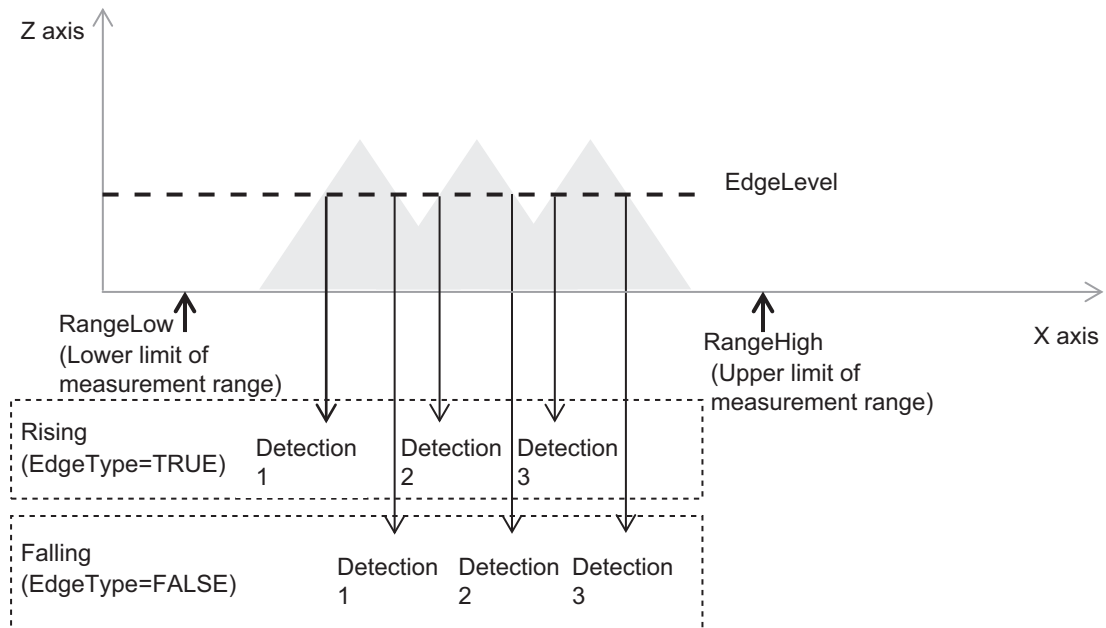 Z axis
EdgeLevel
RangeLow
(Lower limit of
measurement range)
RangeHigh
(Upper limit of
measurement range)
X axis
Rising
(EdgeType=TRUE)
Detection
1
Detection
2
Detection
3
Falling
(EdgeType=FALSE)
Detection
1
Detection
2
Detection
3